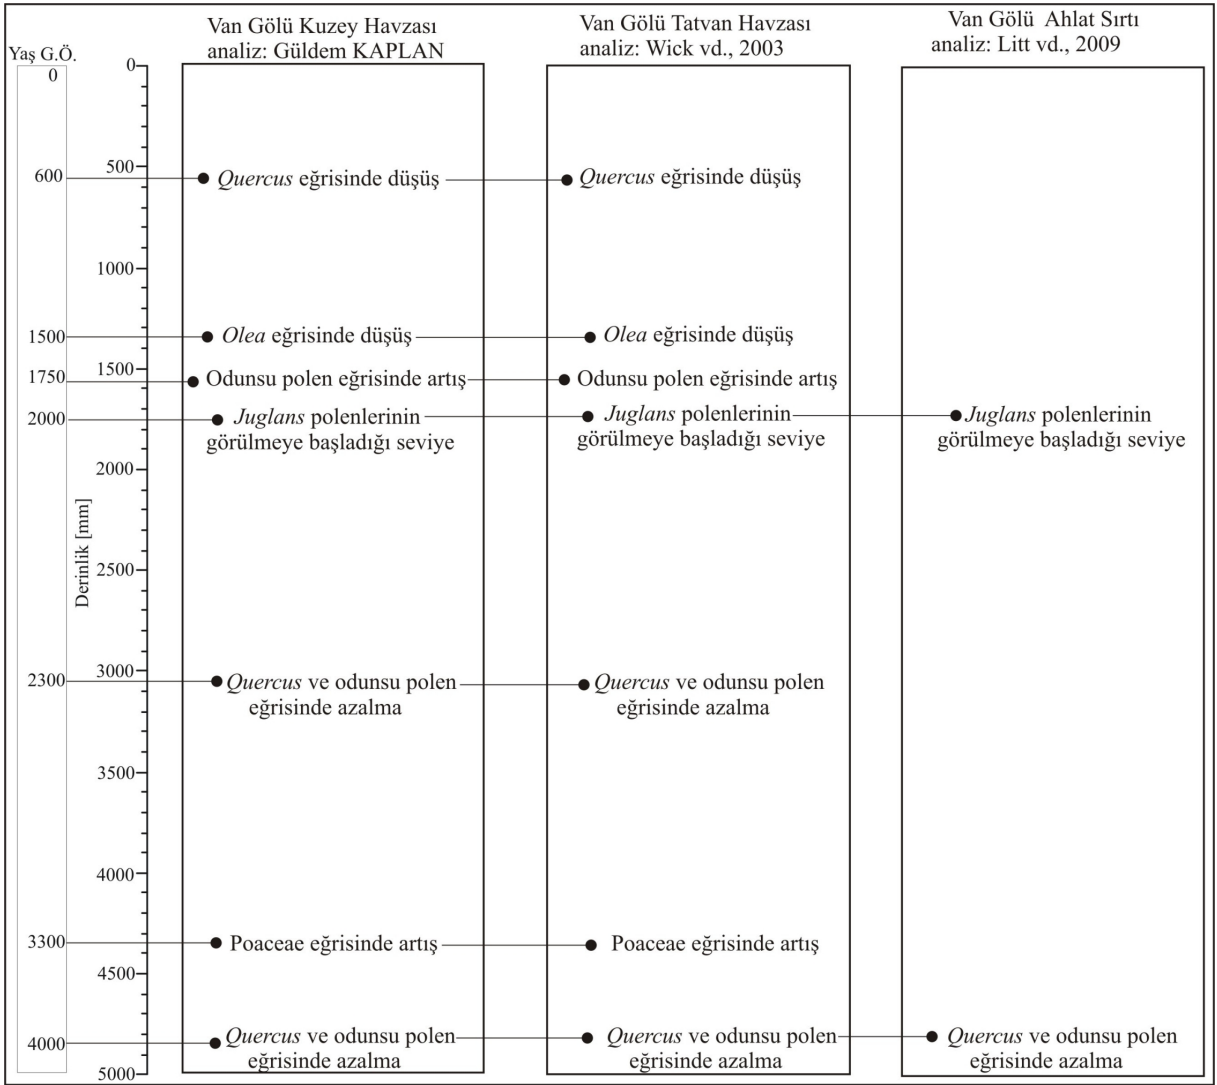 Van Gölü Kuzey Havzası
analiz: Güldem KAPLAN
Van Gölü Tatvan Havzası
analiz: Wick vd., 2003
Van Gölü Ahlat Sırtı
analiz: Litt vd., 2009
Yaş G.Ö.
0
600
1500
1750
2000
2300
3300
4000
Derinlik [mm]
0
500
1000
1500
2000
2500
3000
3500
4000
4500
5000
Quercus eğrisinde düşüş
Olea eğrisinde düşüş
Odunsu polen eğrisinde artış
Juglans polenlerinin
görülmeye başladığı seviye
Quercus ve odunsu polen
eğrisinde azalma
Poaceae eğrisinde artış
Quercus ve odunsu polen
eğrisinde azalma
Quercus eğrisinde düşüş
Olea eğrisinde düşüş
Odunsu polen eğrisinde artış
Juglans polenlerinin
görülmeye başladığı seviye
Quercus ve odunsu polen
eğrisinde azalma
Poaceae eğrisinde artış
Quercus ve odunsu polen
eğrisinde azalma
Juglans polenlerinin
görülmeye başladığı seviye
Quercus ve odunsu polen
eğrisinde azalma